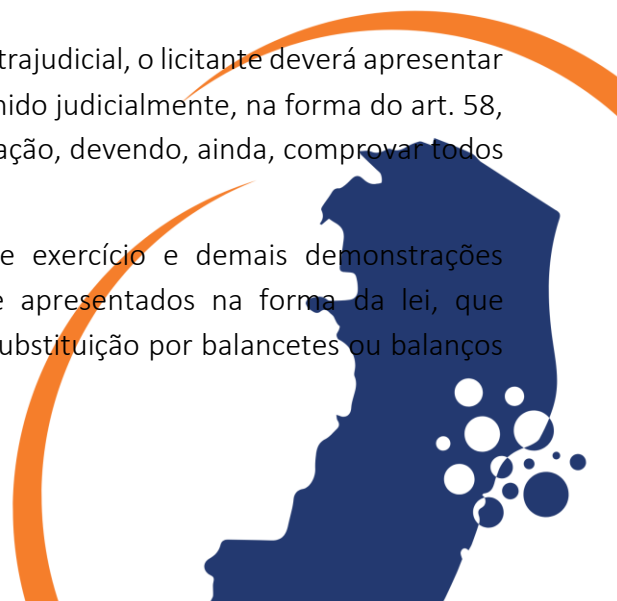 trajudicial, o licitante deverá apresentar
nido judicialmente, na forma do art. 58,
ação, devendo, ainda, comprovar todos
e exercício e demais demonstrações
e apresentados na forma da lei, que
ubstituição por balancetes ou balanços